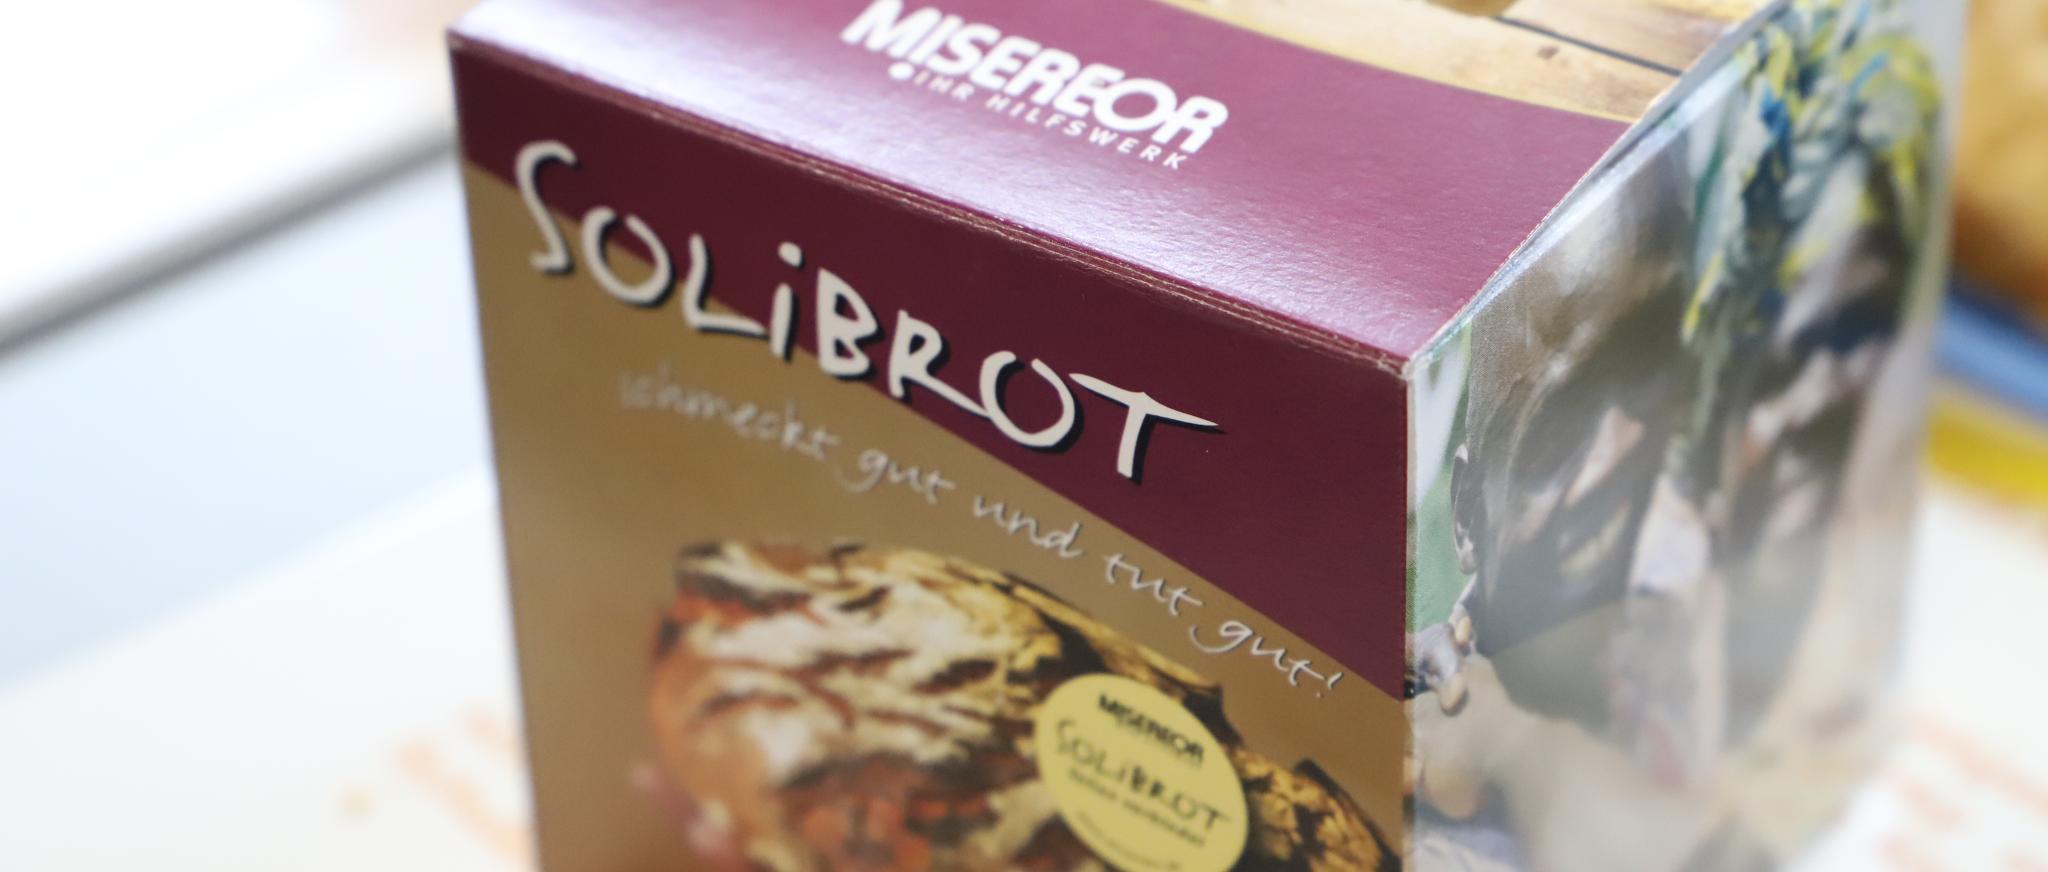 MISEREOR
IHR HILFSWERK
SOLiBROT
schmeckt gut und tut gut!
MISEREOR
SOLiBROT